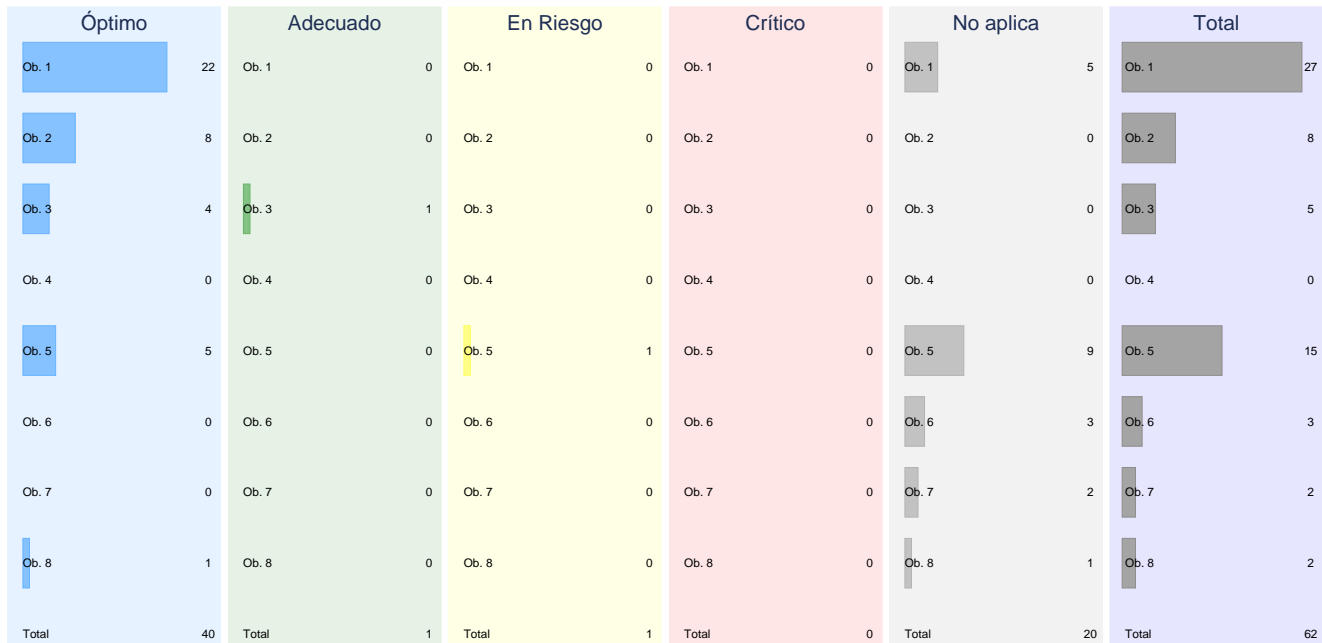 Óptimo Adecuado En Riesgo Crítico No aplica Total
Ob. 1 22 Ob. 1 0 Ob. 1 0 Ob. 1 0 Ob. 1 5 Ob. 1 27
Ob. 2 8 Ob. 2 0 Ob. 2 0 Ob. 2 0 Ob. 2 0 Ob. 2 8
Ob. 3 4 Ob. 3 1 Ob. 3 0 Ob. 3 0 Ob. 3 0 Ob. 3 5
Ob. 4 0 Ob. 4 0 Ob. 4 0 Ob. 4 0 Ob. 4 0 Ob. 4 0
Ob. 5 5 Ob. 5 0 Ob. 5 1 Ob. 5 0 Ob. 5 9 Ob. 5 15
Ob. 6 0 Ob. 6 0 Ob. 6 0 Ob. 6 0 Ob. 6 3 Ob. 6 3
Ob. 7 0 Ob. 7 0 Ob. 7 0 Ob. 7 0 Ob. 7 2 Ob. 7 2
Ob. 8 1 Ob. 8 0 Ob. 8 0 Ob. 8 0 Ob. 8 1 Ob. 8 2
Total 40 Total 1 Total 1 Total 0 Total 20 Total 62